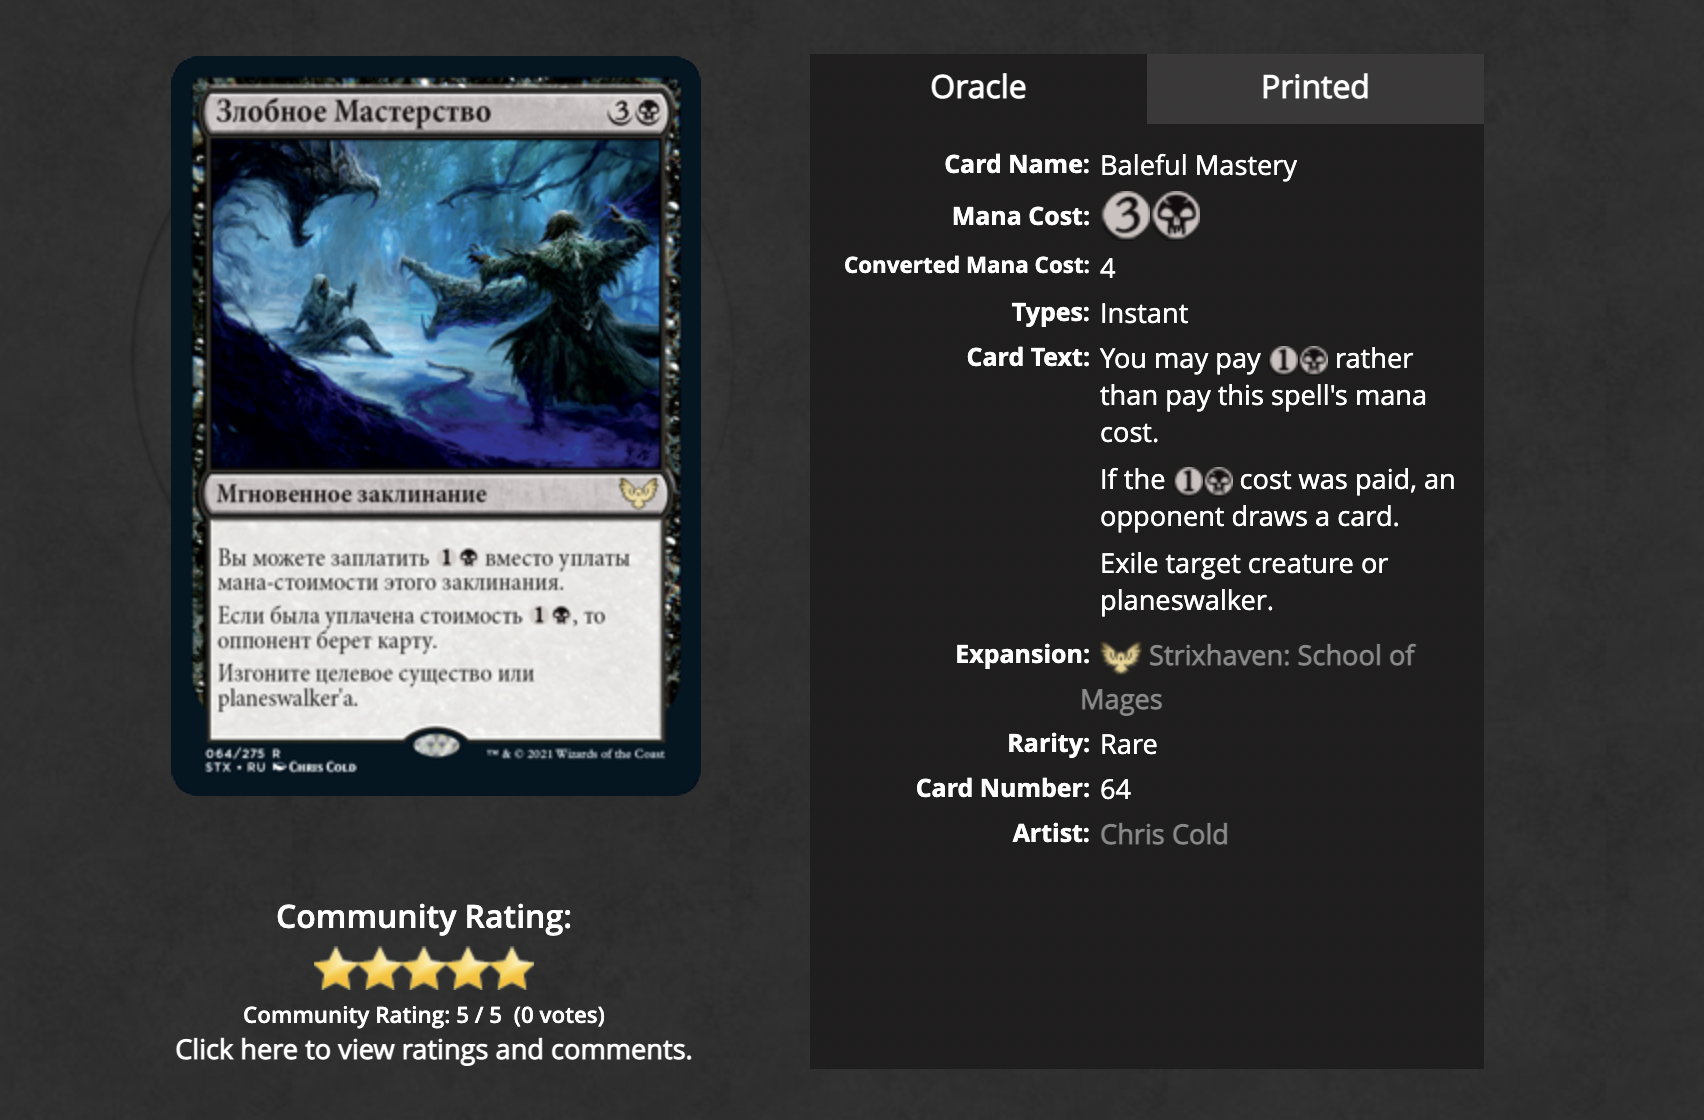 Злобное Мастерство 3
Мгновенное заклинание
Вы можете заплатить 1 вместо уплаты
мана-стоимости этого заклинания.
Если была уплачена стоимость 1, то
оппонент берет карту.
Изгоните целевое существо или
planeswalker'а.
064/275 R
STX • RU Chris Cold
™ & © 2021 Wizards of the Coast
Community Rating:
Community Rating: 5 / 5 (0 votes)
Click here to view ratings and comments.
Oracle
Printed
Card Name: Baleful Mastery
Mana Cost: 3
Converted Mana Cost: 4
Types: Instant
Card Text: You may pay 1 rather
than pay this spell's mana
cost.
If the 1 cost was paid, an
opponent draws a card.
Exile target creature or
planeswalker.
Expansion: Strixhaven: School of
Mages
Rarity: Rare
Card Number: 64
Artist: Chris Cold